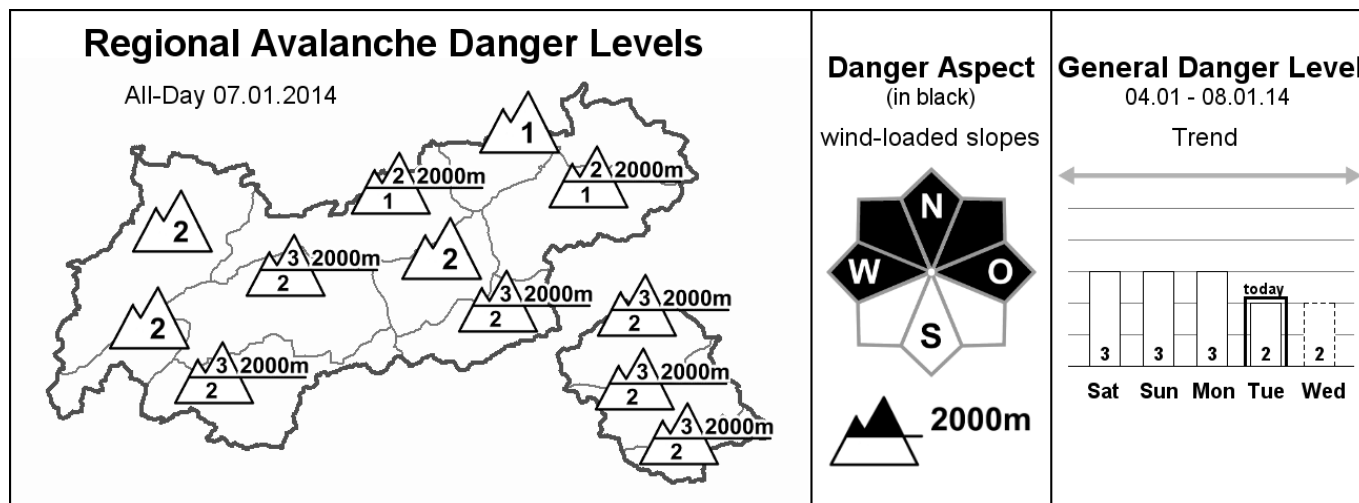 Regional Avalanche Danger Levels
All-Day 07.01.2014
1
2 2000m
1
2 2000m
1
2
3 2000m
2
2
3 2000m
2
2
3 2000m
2
3 2000m
2
3 2000m
2
3 2000m
2
Danger Aspect
(in black)
wind-loaded slopes
N
W O
S
2000m
General Danger Level
04.01 - 08.01.14
Trend
today
3 3 3 2 2
Sat Sun Mon Tue Wed